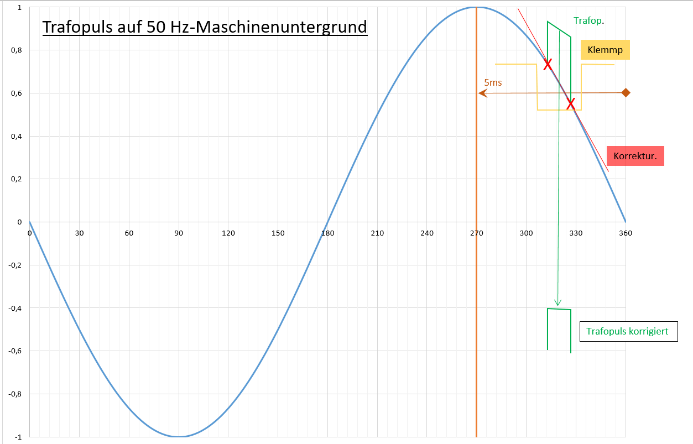 Trafopuls auf 50 Hz-Maschinenuntergrund
Trafop.
Klemmp
5ms
Korrektur.
Trafopuls korrigiert
1
0,8
0,6
0,4
0,2
0
-0,2
-0,4
-0,6
-0,8
-1
0 30 60 90 120 150 180 210 240 270 300 330 360
X
X